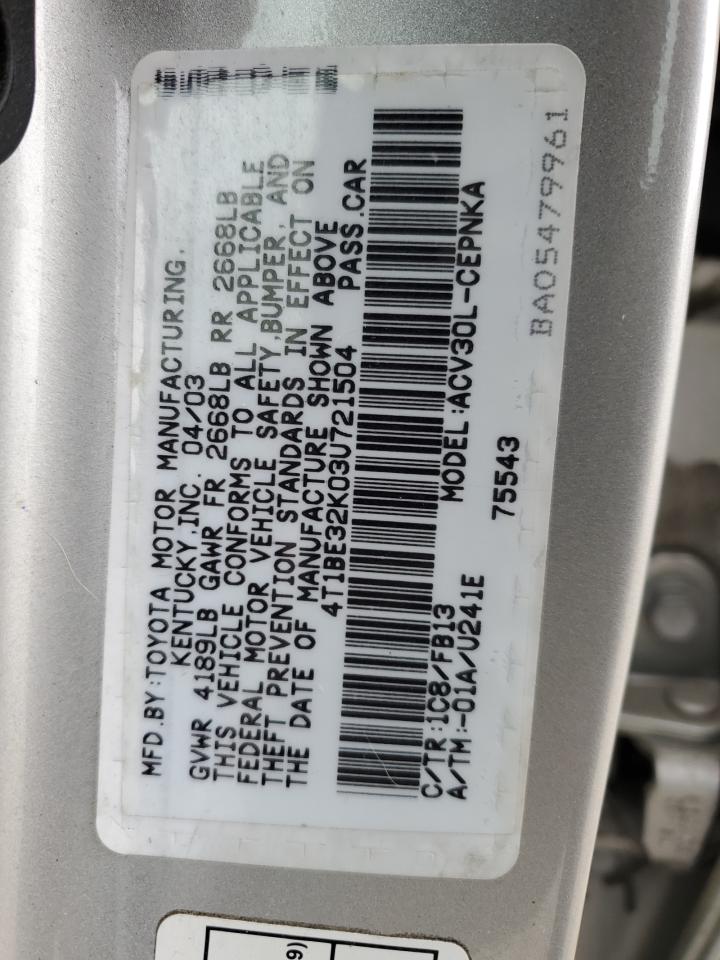 MFD.BY:TOYOTA MOTOR MANUFACTURING,
KENTUCKY,INC. 04/03
GVWR 4189LB GAWR FR 2668LB RR 2668LB
THIS VEHICLE CONFORMS TO ALL APPLICABLE
FEDERAL MOTOR VEHICLE SAFETY,BUMPER, AND
THEFT PREVENTION STANDARDS IN EFFECT ON
THE DATE OF MANUFACTURE SHOWN ABOVE
4T1BE32K03U721504 PASS.CAR
C/TR:1C8/FB13 MODEL:ACV30L-CEPNKA
A/TM:-01A/U241E 75543
BA05479961
9)